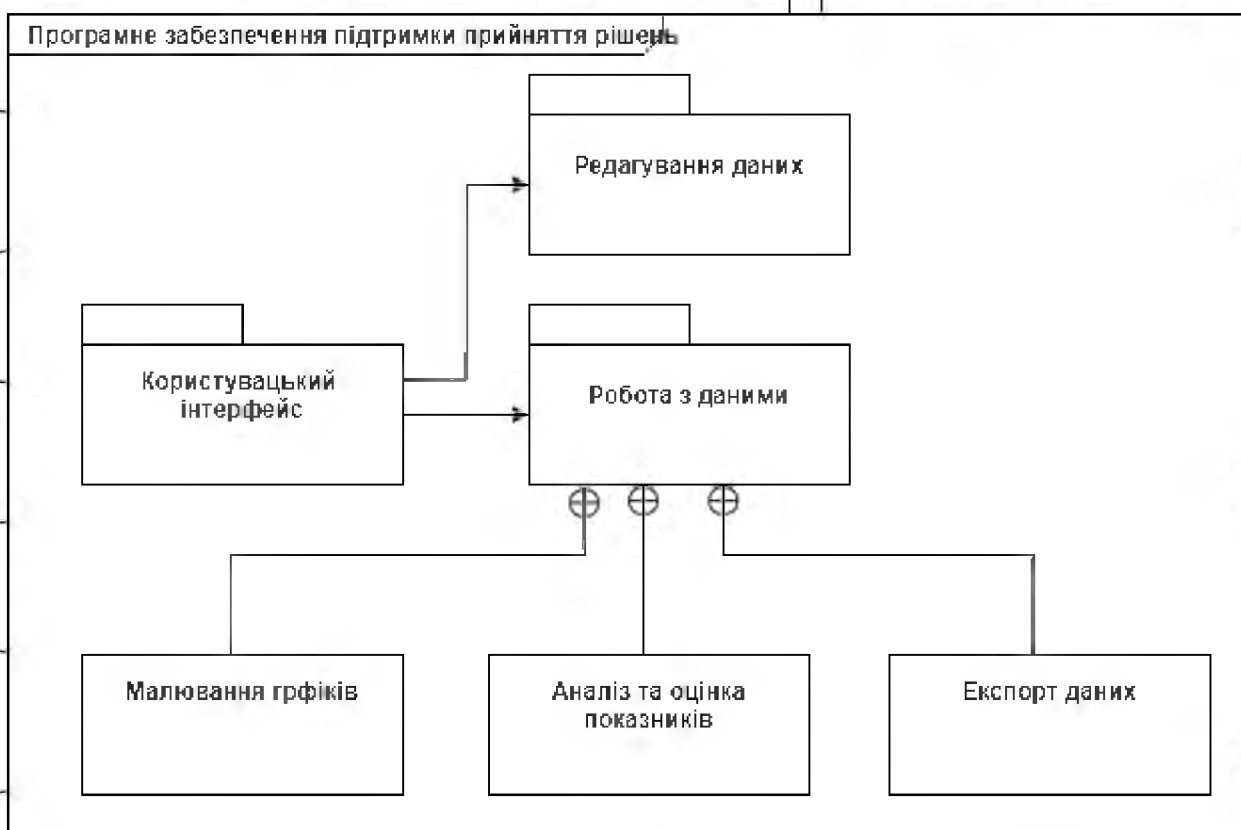 Програмне забезпечення підтримки прийняття рішень
Редагування даних
Користувацький
інтерфейс
Робота з даними
Малювання грфіків
Аналіз та оцінка
показників
Експорт даних